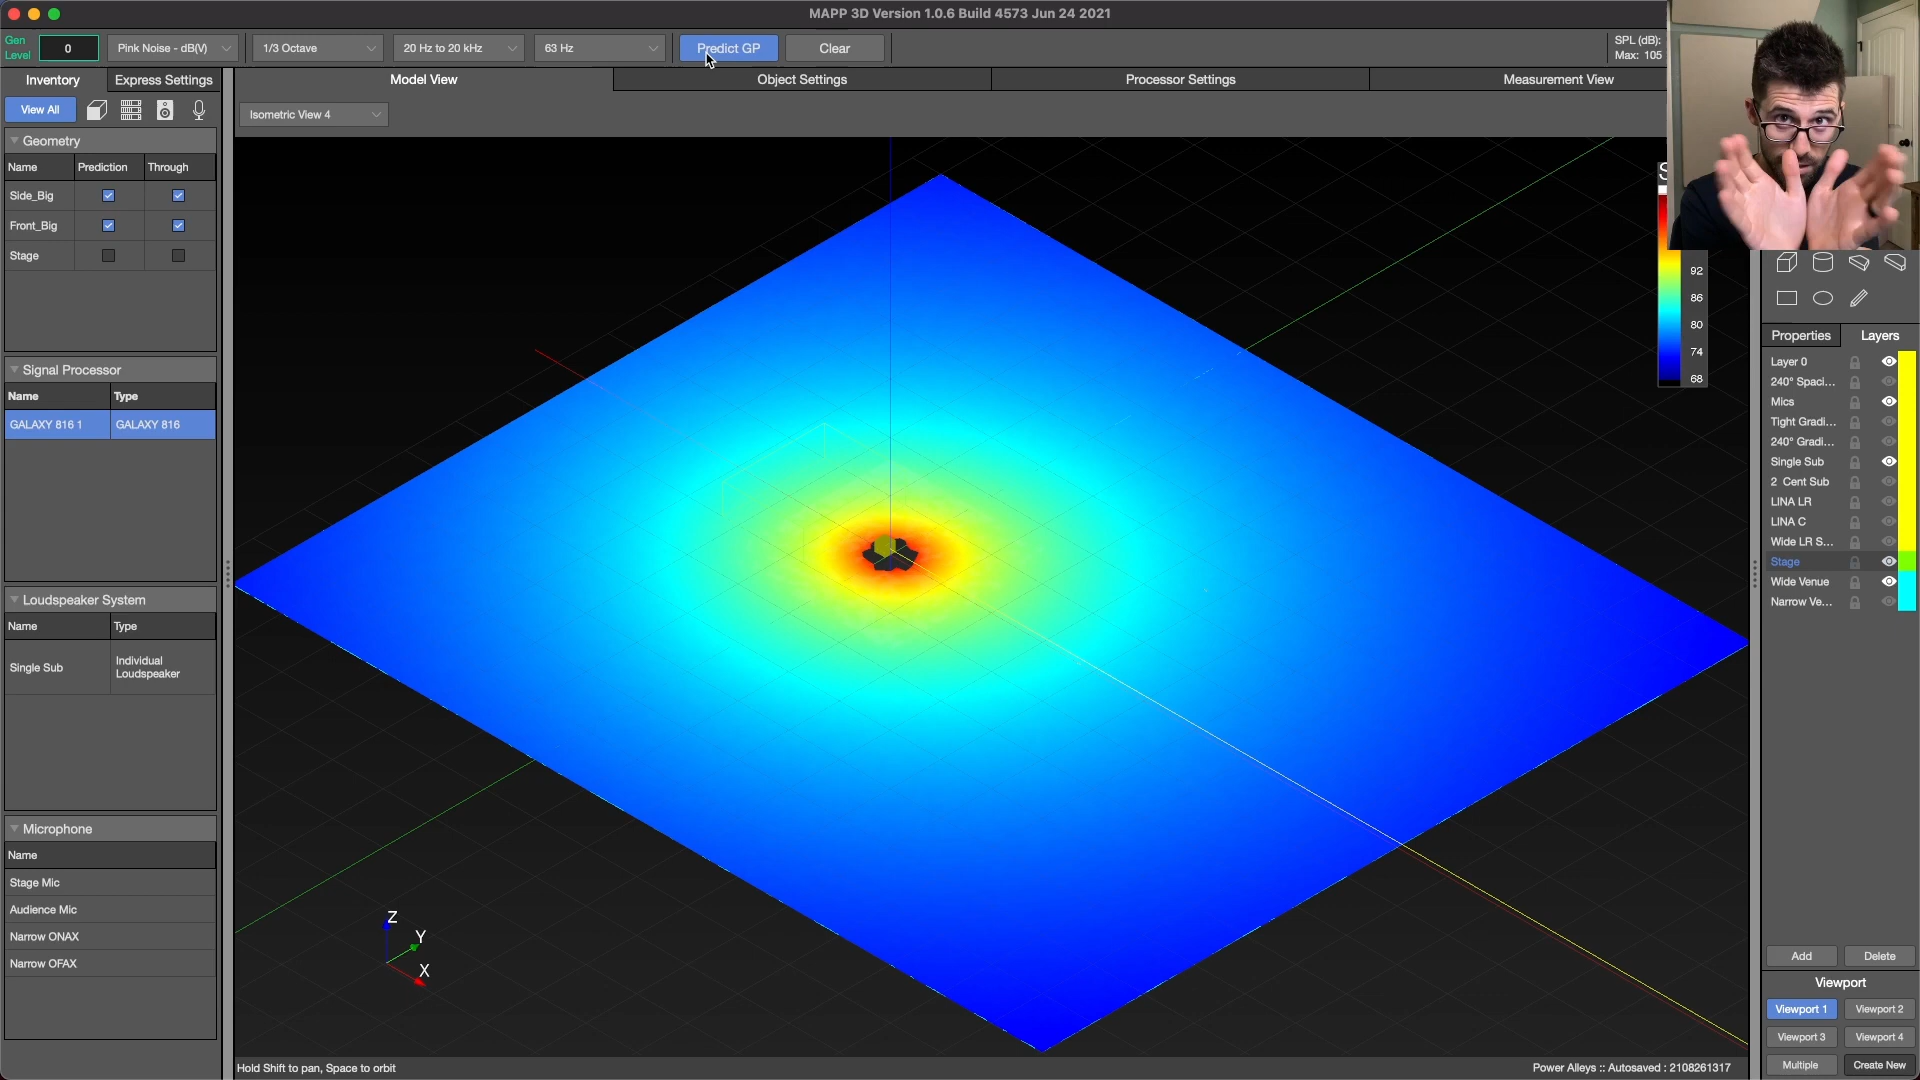 MAPP 3D Version 1.0.6 Build 4573 Jun 24 2021
Gen Level
0
Pink Noise - dB(V)
1/3 Octave
20 Hz to 20 kHz
63 Hz
Predict GP
Clear
SPL (dB):
Max: 105
Inventory
Express Settings
Model View
Object Settings
Processor Settings
Measurement View
View All
Isometric View 4
Geometry
Name Prediction Through
Side_Big
Front_Big
Stage
Signal Processor
Name Type
GALAXY 816 1 GALAXY 816
Loudspeaker System
Name Type
Single Sub Individual Loudspeaker
Microphone
Name
Stage Mic
Audience Mic
Narrow ONAX
Narrow OFAX
Z
Y
X
S
92
86
80
74
68
Properties Layers
Layer 0
240° Spaci...
Mics
Tight Gradi...
240° Gradi...
Single Sub
2 Cent Sub
LINA LR
LINA C
Wide LR S...
Stage
Wide Venue
Narrow Ve...
Add Delete
Viewport
Viewport 1 Viewport 2
Viewport 3 Viewport 4
Multiple Create New
Hold Shift to pan, Space to orbit
Power Alleys :: Autosaved : 2108261317